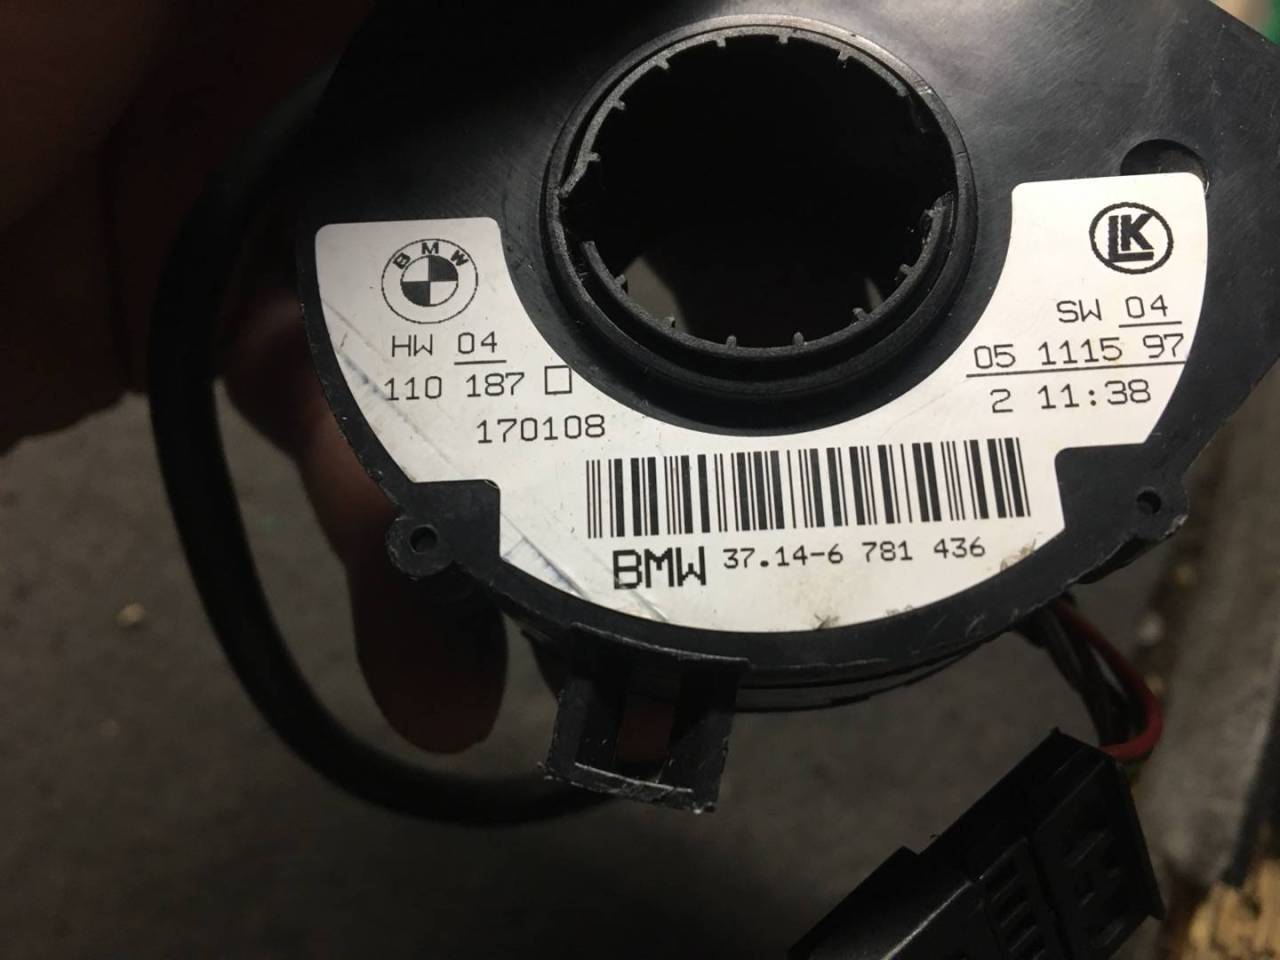 BMW
HW 04
110 187
170108
LK
SW 04
05 1115 97
2 11:38
BMW 37.14-6 781 436